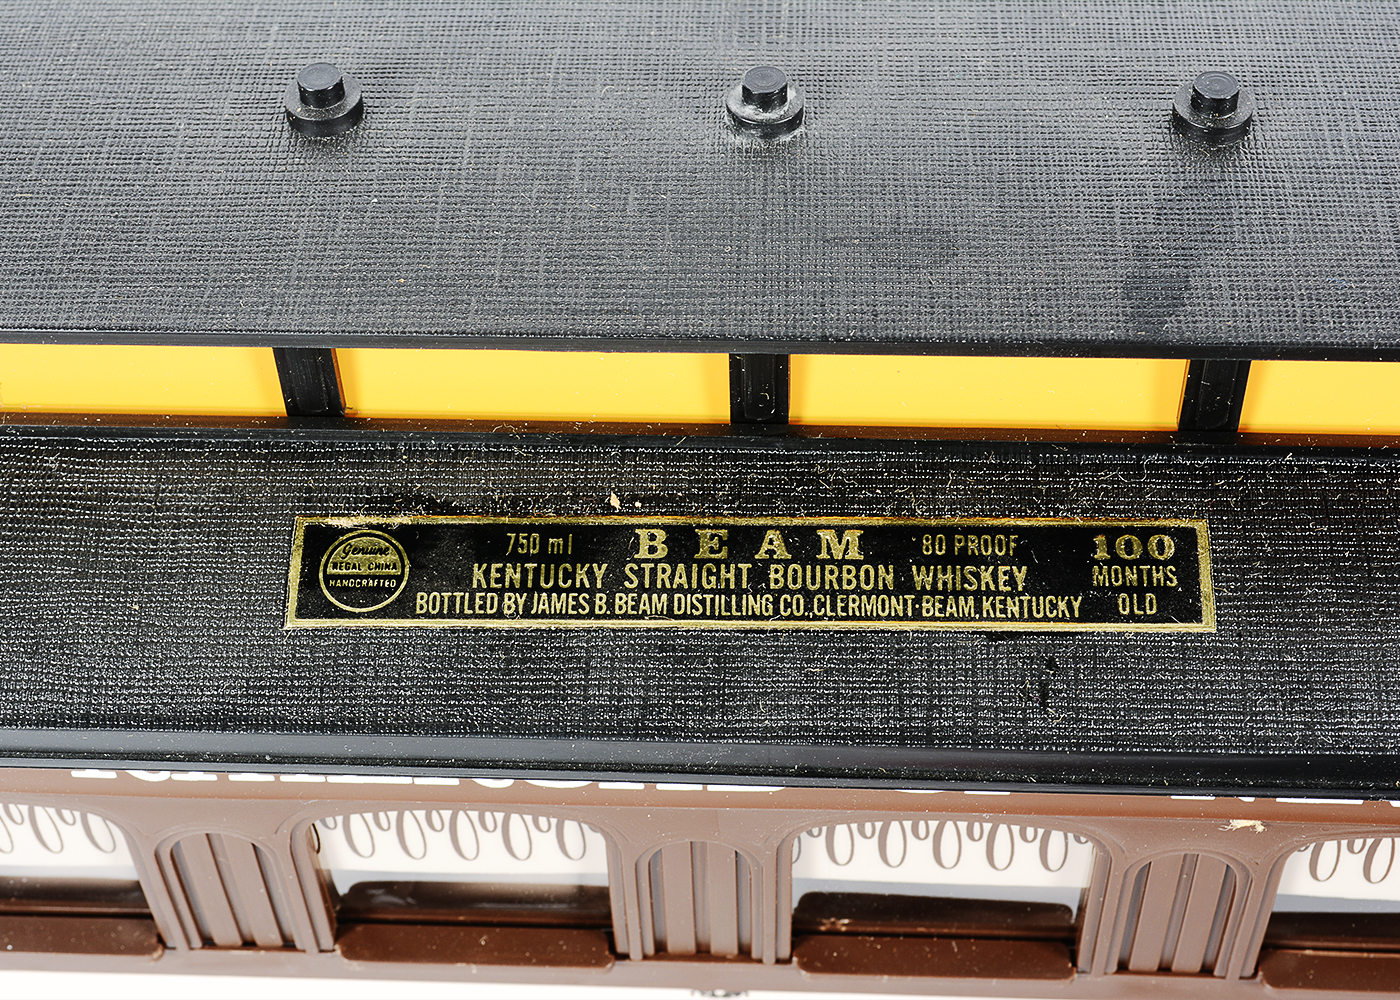 Genuine
REGAL CHINA
HANDCRAFTED
750 ml BEAM 80 PROOF
KENTUCKY STRAIGHT BOURBON WHISKEY
BOTTLED BY JAMES B. BEAM DISTILLING CO., CLERMONT·BEAM, KENTUCKY
100
MONTHS
OLD